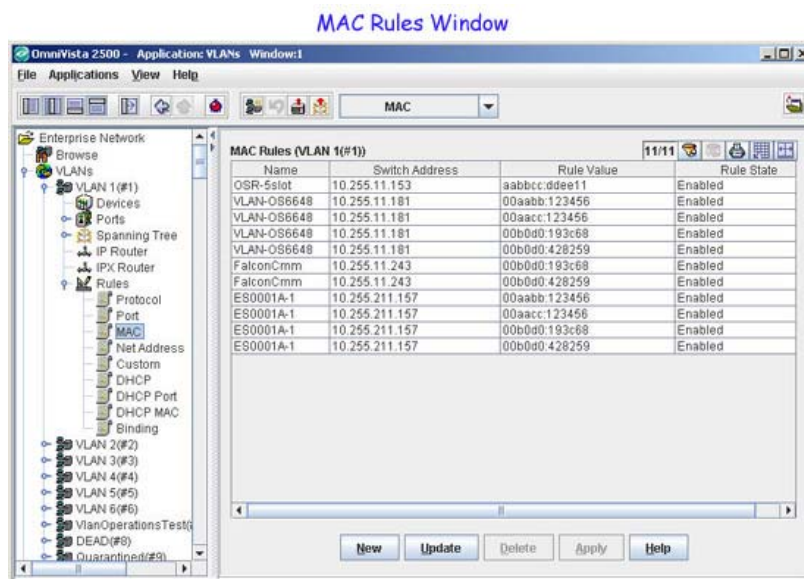 MAC Rules Window
OmniVista 2500 - Application: VLANs Window:1
File Applications View Help
MAC
Enterprise Network
Browse
VLANs
VLAN 1(#1)
Devices
Ports
Spanning Tree
IP Router
IPX Router
Rules
Protocol
Port
MAC
Net Address
Custom
DHCP
DHCP Port
DHCP MAC
Binding
VLAN 2(#2)
VLAN 3(#3)
VLAN 4(#4)
VLAN 5(#5)
VLAN 6(#6)
VlanOperationsTest(
DEAD(#8)
Quarantined(#9)
MAC Rules (VLAN 1(#1)) 11/11
Name Switch Address Rule Value Rule State
OSR-5slot 10.255.11.153 aabbcc:ddee11 Enabled
VLAN-OS6648 10.255.11.181 00aabb:123456 Enabled
VLAN-OS6648 10.255.11.181 00aacc:123456 Enabled
VLAN-OS6648 10.255.11.181 00b0d0:193c68 Enabled
VLAN-OS6648 10.255.11.181 00b0d0:428259 Enabled
FalconCmm 10.255.11.243 00b0d0:193c68 Enabled
FalconCmm 10.255.11.243 00b0d0:428259 Enabled
ES0001A-1 10.255.211.157 00aabb:123456 Enabled
ES0001A-1 10.255.211.157 00aacc:123456 Enabled
ES0001A-1 10.255.211.157 00b0d0:193c68 Enabled
ES0001A-1 10.255.211.157 00b0d0:428259 Enabled
New Update Delete Apply Help